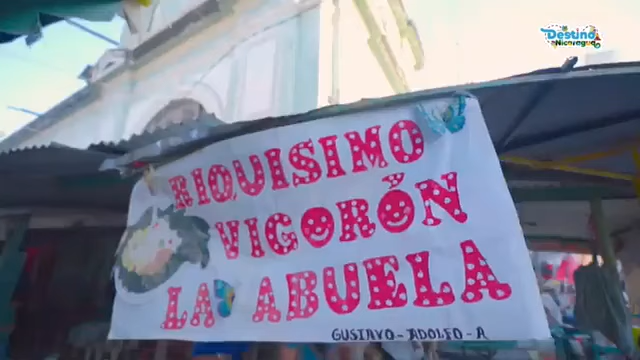 Destino
Nicaragua
RIQUISIMO
VIGORÓN
LA ABUELA
GUSTAVO-ADOLFO-A